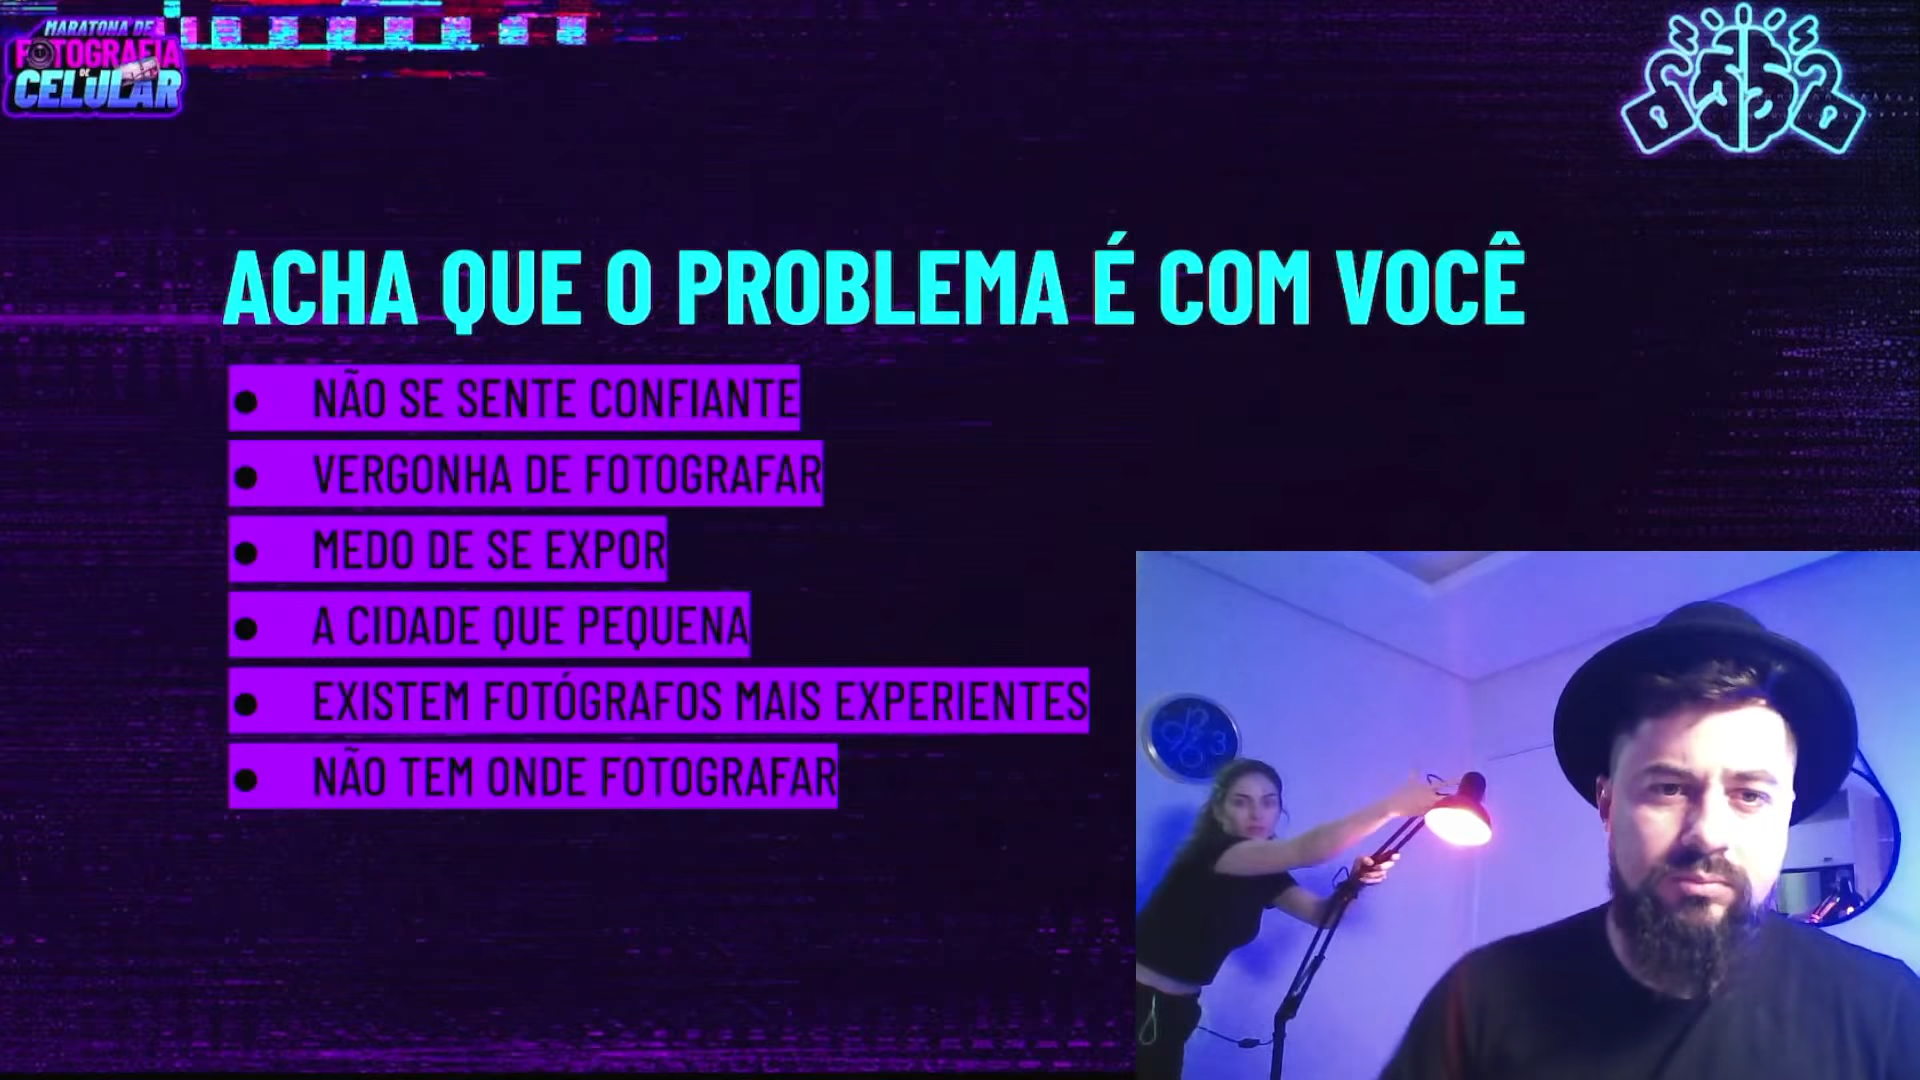 MARATONA DE
FOTOGRAFIA
DE
CELULAR
ACHA QUE O PROBLEMA É COM VOCÊ
● NÃO SE SENTE CONFIANTE
● VERGONHA DE FOTOGRAFAR
● MEDO DE SE EXPOR
● A CIDADE QUE PEQUENA
● EXISTEM FOTÓGRAFOS MAIS EXPERIENTES
● NÃO TEM ONDE FOTOGRAFAR